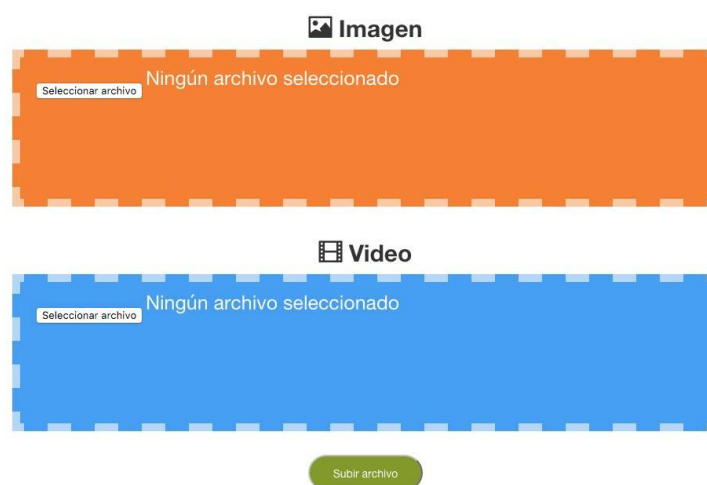 Imagen
Ningún archivo seleccionado
Seleccionar archivo
Video
Ningún archivo seleccionado
Seleccionar archivo
Subir archivo